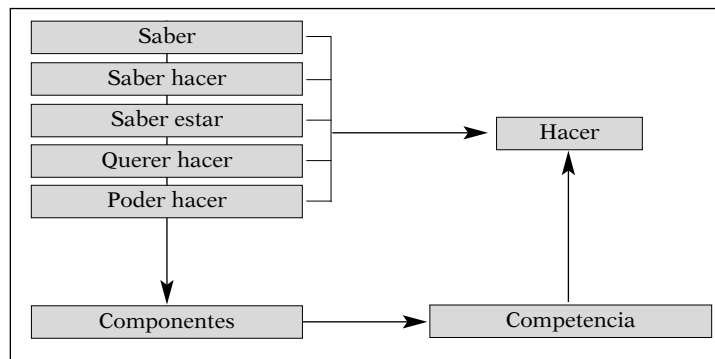 Saber
Saber hacer
Saber estar
Querer hacer
Poder hacer
Hacer
Componentes
Competencia